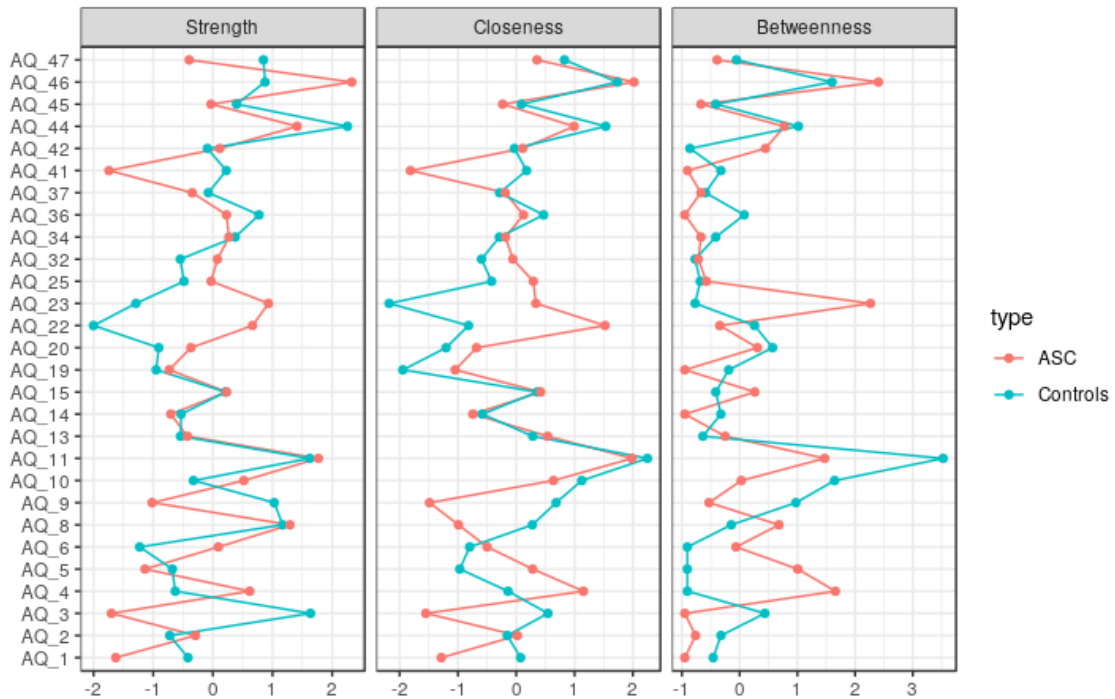 Strength Closeness Betweenness
AQ_47
AQ_46
AQ_45
AQ_44
AQ_42
AQ_41
AQ_37
AQ_36
AQ_34
AQ_32
AQ_25
AQ_23
AQ_22
AQ_20
AQ_19
AQ_15
AQ_14
AQ_13
AQ_11
AQ_10
AQ_9
AQ_8
AQ_6
AQ_5
AQ_4
AQ_3
AQ_2
AQ_1
-2 -1 0 1 2 -2 -1 0 1 2 -1 0 1 2 3
type
ASC
Controls